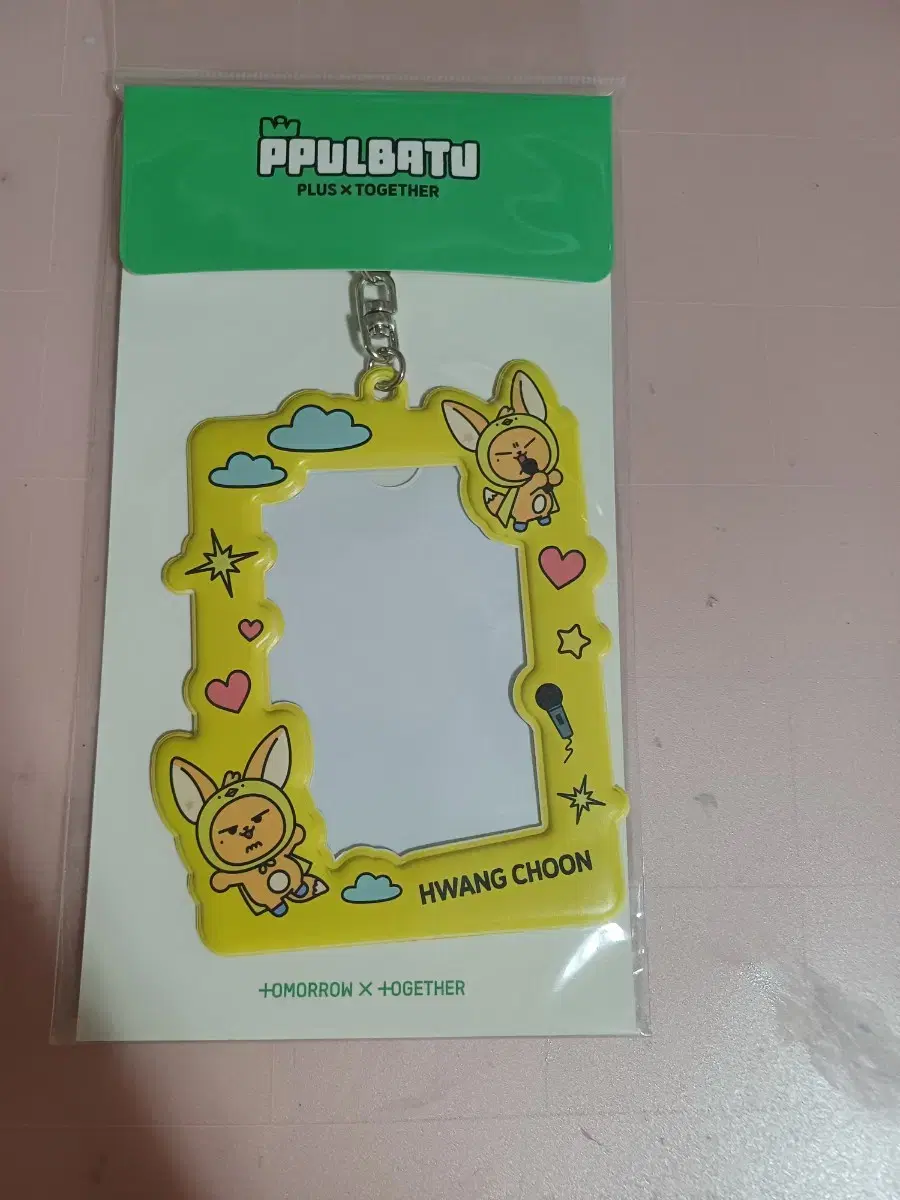 PPULBATU
PLUS × TOGETHER
HWANG CHOON
TOMORROW × TOGETHER